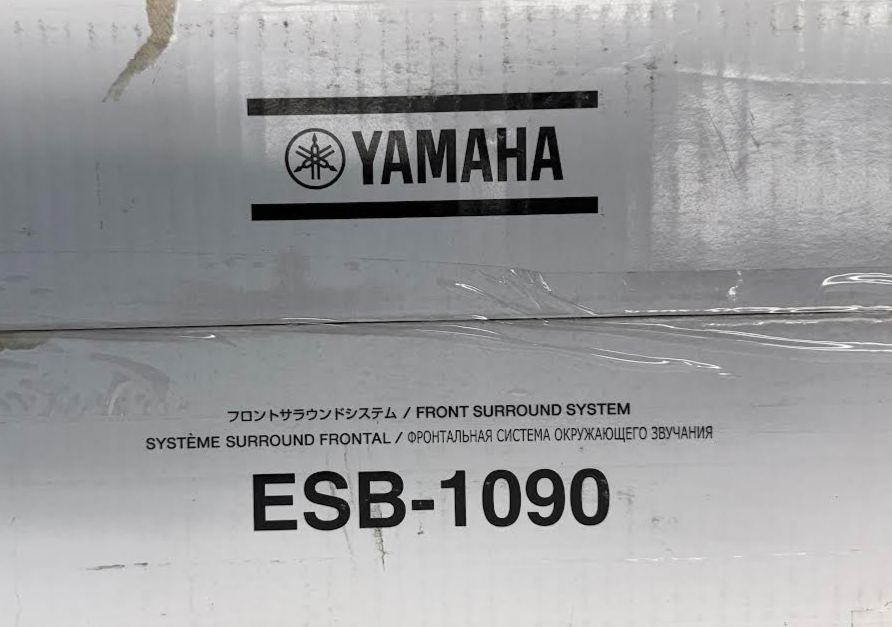 YAMAHA
フロントサラウンドシステム / FRONT SURROUND SYSTEM
SYSTÈME SURROUND FRONTAL / ФРОНТАЛЬНАЯ СИСТЕМА ОКРУЖАЮЩЕГО ЗВУЧАНИЯ
ESB-1090